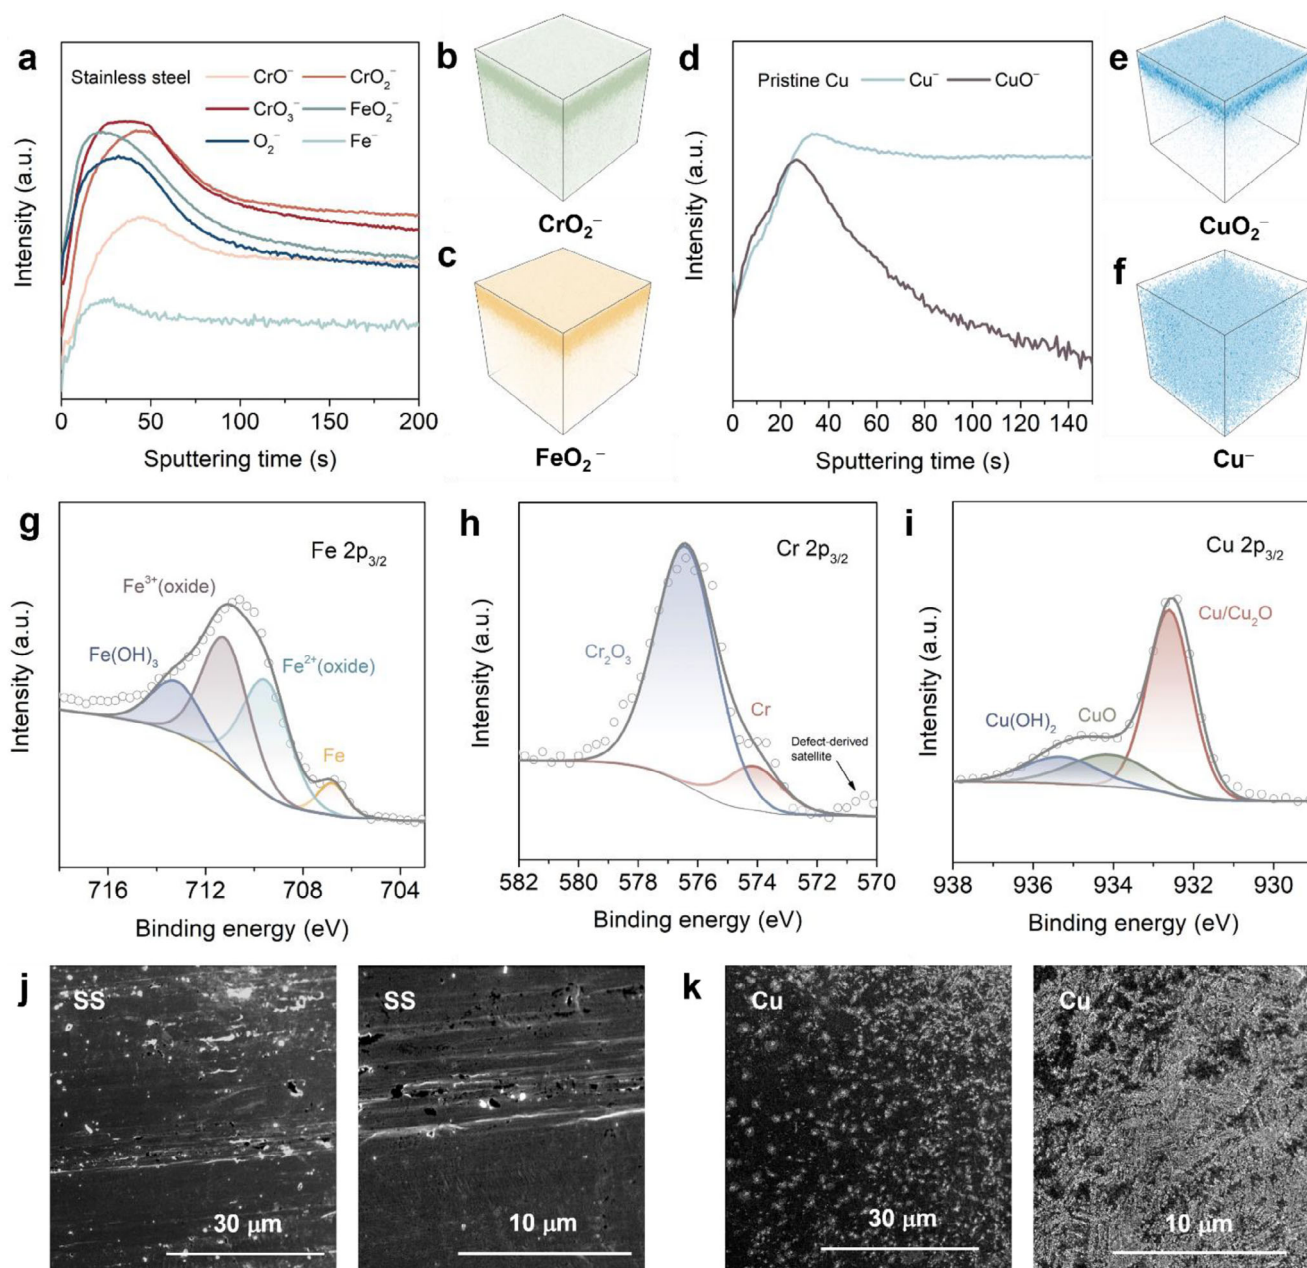 a
Stainless steel
CrO⁻
CrO₂⁻
CrO₃⁻
FeO₂⁻
O₂⁻
Fe⁻
Intensity (a.u.)
0 50 100 150 200
Sputtering time (s)
b
CrO₂⁻
c
FeO₂⁻
d
Pristine Cu
Cu⁻
CuO⁻
Intensity (a.u.)
0 20 40 60 80 100 120 140
Sputtering time (s)
e
CuO₂⁻
f
Cu⁻
g
Fe 2p₃/₂
Fe³⁺(oxide)
Fe(OH)₃
Fe²⁺(oxide)
Fe
Intensity (a.u.)
716 712 708 704
Binding energy (eV)
h
Cr 2p₃/₂
Cr₂O₃
Cr
Defect-derived
satellite
Intensity (a.u.)
582 580 578 576 574 572 570
Binding energy (eV)
i
Cu 2p₃/₂
Cu/Cu₂O
Cu(OH)₂
CuO
Intensity (a.u.)
938 936 934 932 930
Binding energy (eV)
j
SS
30 μm
SS
10 μm
k
Cu
30 μm
Cu
10 μm